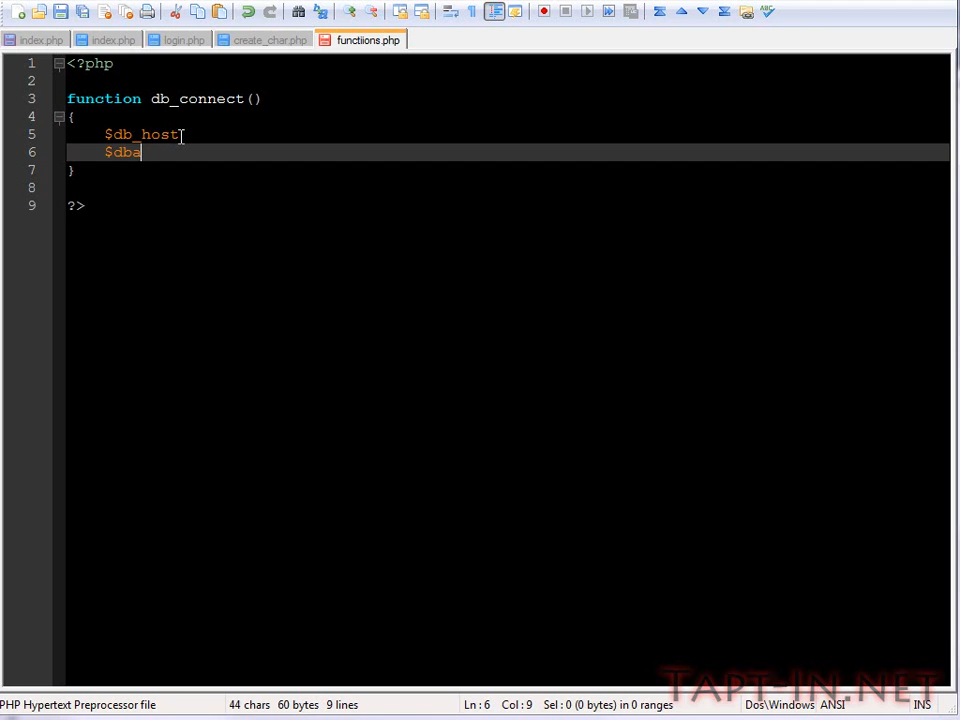 index.php index.php login.php create_char.php functiions.php
1 <?php
2
3 function db_connect()
4 {
5 $db_host
6 $dba
7 }
8
9 ?>
TAPT-IN.NET
PHP Hypertext Preprocessor file 44 chars 60 bytes 9 lines Ln : 6 Col : 9 Sel : 0 (0 bytes) in 0 ranges Dos\Windows ANSI INS